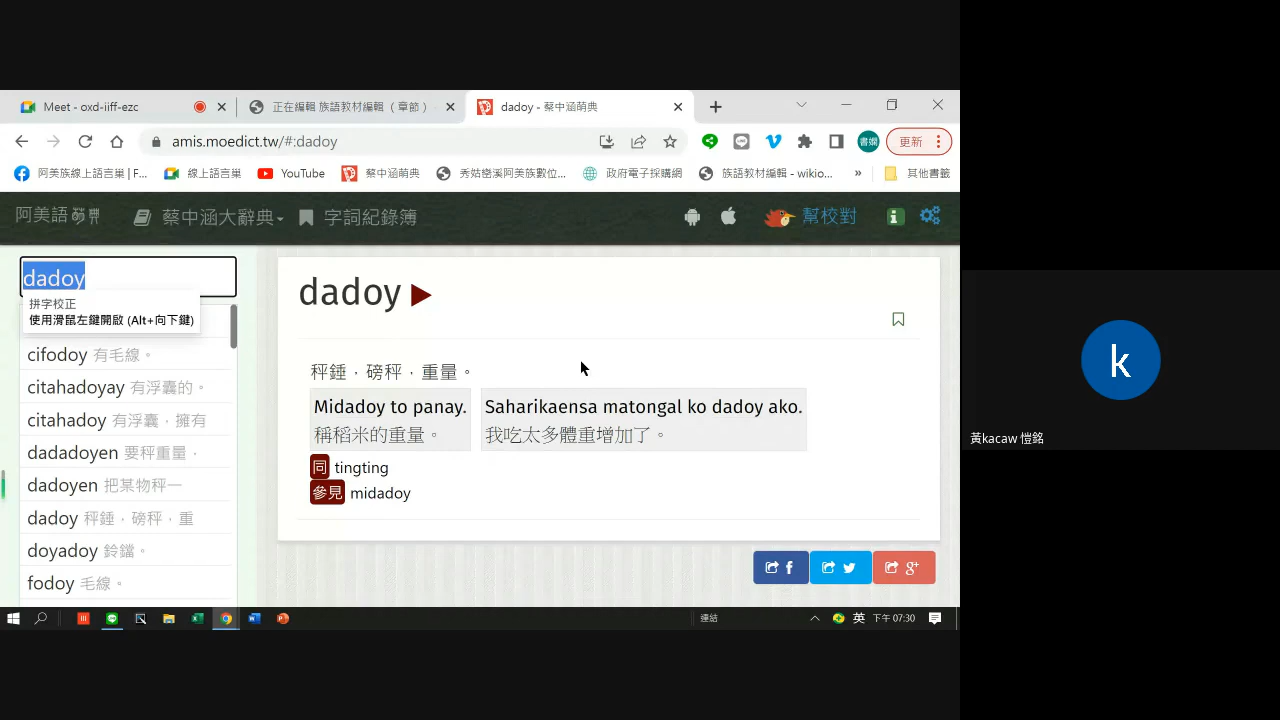 Meet - oxd-iiff-ezc
正在編輯 族語教材編輯 （章節）
dadoy - 蔡中涵萌典
amis.moedict.tw/#:dadoy
書嫻
更新
阿美族線上語言巢 | F...
線上語言巢
YouTube
蔡中涵萌典
秀姑巒溪阿美族數位...
政府電子採購網
族語教材編輯 - wikio...
»
其他書籤
阿美語萌典
蔡中涵大辭典
字詞紀錄簿
幫校對
dadoy
拼字校正
使用滑鼠左鍵開啟 (Alt+向下鍵)
cifodoy 有毛線。
citahadoyay 有浮囊的。
citahadoy 有浮囊，擁有
dadadoyen 要秤重量，
dadoyen 把某物秤一
dadoy 秤錘，磅秤，重
doyadoy 鈴鐺。
fodoy 毛線。
dadoy
秤錘，磅秤，重量。
Midadoy to panay.
稱稻米的重量。
Saharikaensa matongal ko dadoy ako.
我吃太多體重增加了。
同 tingting
參見 midadoy
連結
英
下午 07:30
k
黃kacaw 愷銘